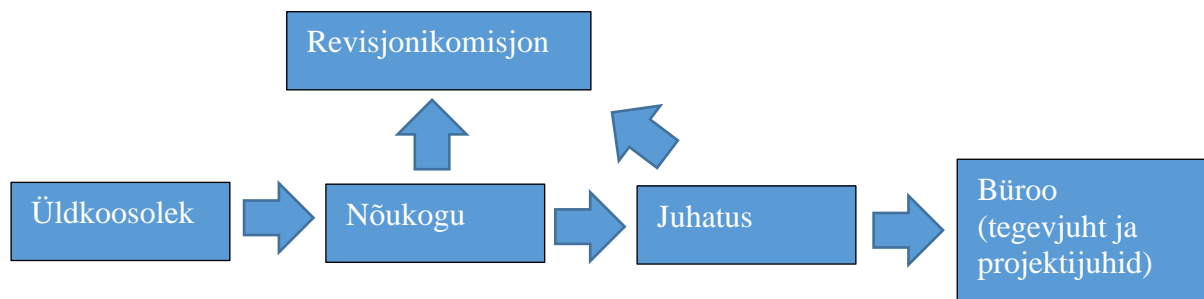 Revisjonikomisjon
Üldkoosolek
Nõukogu
Juhatus
Büroo
(tegevjuht ja
projektijuhid)